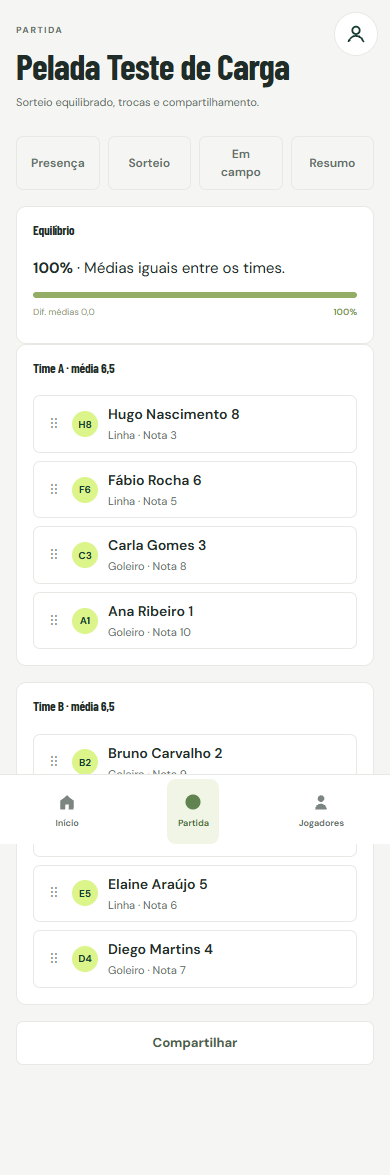 PARTIDA
Pelada Teste de Carga
Sorteio equilibrado, trocas e compartilhamento.
Presença
Sorteio
Em
campo
Resumo
Equilíbrio
100% · Médias iguais entre os times.
Dif. médias 0,0
100%
Time A · média 6,5
H8
Hugo Nascimento 8
Linha · Nota 3
F6
Fábio Rocha 6
Linha · Nota 5
C3
Carla Gomes 3
Goleiro · Nota 8
A1
Ana Ribeiro 1
Goleiro · Nota 10
Time B · média 6,5
B2
Bruno Carvalho 2
Goleiro · Nota 9
Início
Partida
Jogadores
E5
Elaine Araújo 5
Linha · Nota 6
D4
Diego Martins 4
Goleiro · Nota 7
Compartilhar